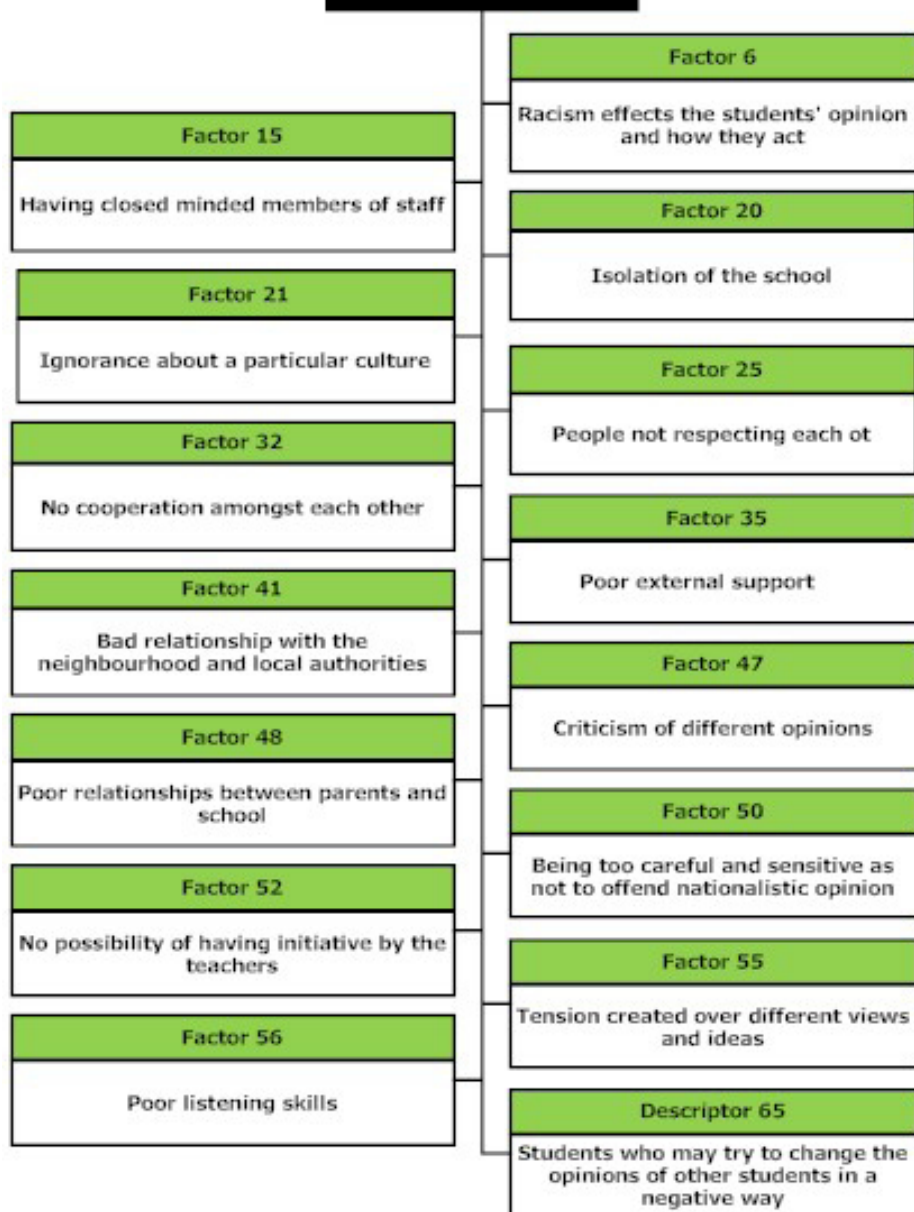 Factor 6
Racism effects the students' opinion
and how they act
Factor 15
Having closed minded members of staff
Factor 20
Isolation of the school
Factor 21
Ignorance about a particular culture
Factor 25
People not respecting each ot
Factor 32
No cooperation amongst each other
Factor 35
Poor external support
Factor 41
Bad relationship with the
neighbourhood and local authorities
Factor 47
Criticism of different opinions
Factor 48
Poor relationships between parents and
school
Factor 50
Being too careful and sensitive as
not to offend nationalistic opinion
Factor 52
No possibility of having initiative by the
teachers
Factor 55
Tension created over different views
and ideas
Factor 56
Poor listening skills
Descriptor 65
Students who may try to change the
opinions of other students in a
negative way